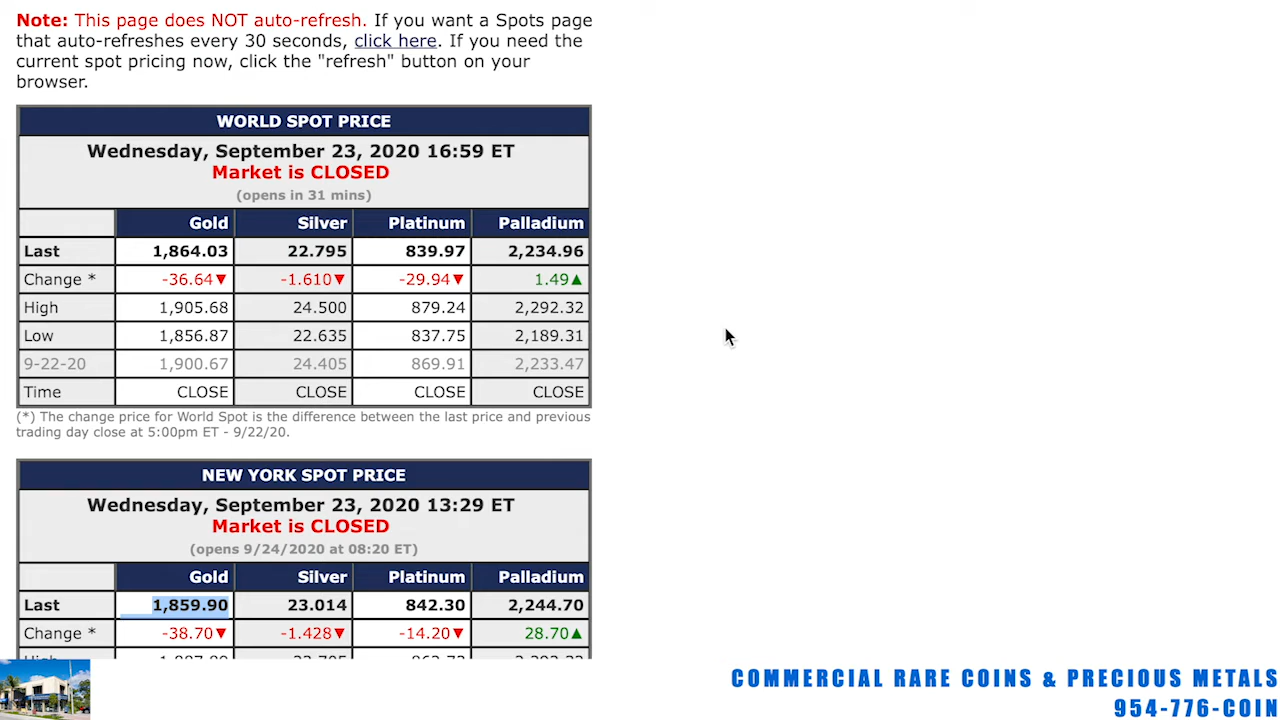 Note: This page does NOT auto-refresh. If you want a Spots page
that auto-refreshes every 30 seconds, click here. If you need the
current spot pricing now, click the "refresh" button on your
browser.
WORLD SPOT PRICE
Wednesday, September 23, 2020 16:59 ET
Market is CLOSED
(opens in 31 mins)
Gold Silver Platinum Palladium
Last 1,864.03 22.795 839.97 2,234.96
Change * -36.64▼ -1.610▼ -29.94▼ 1.49▲
High 1,905.68 24.500 879.24 2,292.32
Low 1,856.87 22.635 837.75 2,189.31
9-22-20 1,900.67 24.405 869.91 2,233.47
Time CLOSE CLOSE CLOSE CLOSE
(*) The change price for World Spot is the difference between the last price and previous
trading day close at 5:00pm ET - 9/22/20.
NEW YORK SPOT PRICE
Wednesday, September 23, 2020 13:29 ET
Market is CLOSED
(opens 9/24/2020 at 08:20 ET)
Gold Silver Platinum Palladium
Last 1,859.90 23.014 842.30 2,244.70
Change * -38.70▼ -1.428▼ -14.20▼ 28.70▲
COMMERCIAL RARE COINS & PRECIOUS METALS
954-776-COIN